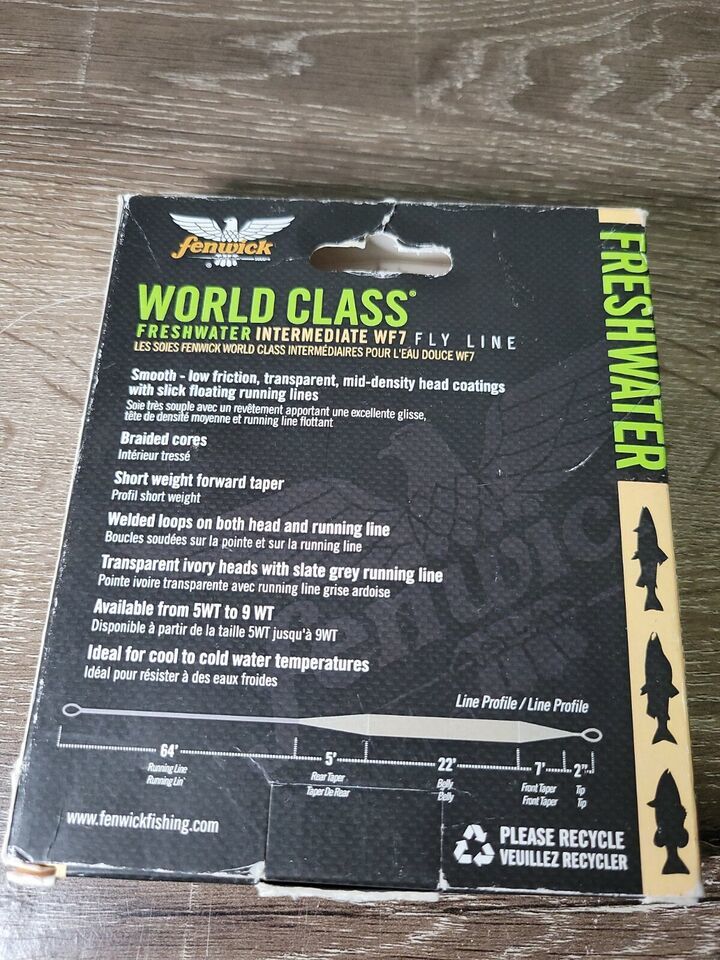 fenwick
WORLD CLASS®
FRESHWATER INTERMEDIATE WF7 FLY LINE
LES SOIES FENWICK WORLD CLASS INTERMÉDIAIRES POUR L'EAU DOUCE WF7
Smooth - low friction, transparent, mid-density head coatings
with slick floating running lines
Soie très souple avec un revêtement apportant une excellente glisse,
tête de densité moyenne et running line flottant
Braided cores
Intérieur tressé
Short weight forward taper
Profil short weight
Welded loops on both head and running line
Boucles soudées sur la pointe et sur la running line
Transparent ivory heads with slate grey running line
Pointe ivoire transparente avec running line grise ardoise
Available from 5WT to 9 WT
Disponible à partir de la taille 5WT jusqu'à 9WT
Ideal for cool to cold water temperatures
Idéal pour résister à des eaux froides
Line Profile / Line Profile
64' 5' 22' 7' 2"
Running Line Rear Taper Belly Front Taper Tip
Running Lin' Taper De Rear Belly Front Taper Tip
www.fenwickfishing.com
PLEASE RECYCLE
VEUILLEZ RECYCLER
FRESHWATER
fenwick